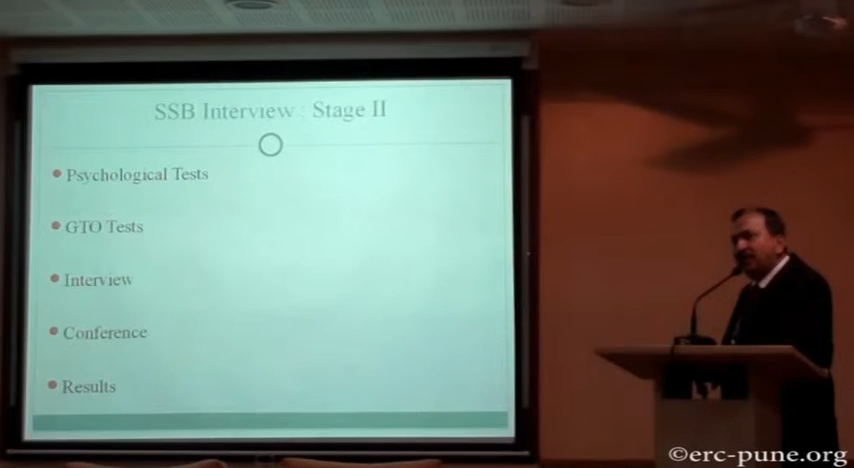 SSB Interview : Stage II
Psychological Tests
GTO Tests
Interview
Conference
Results
©erc-pune.org